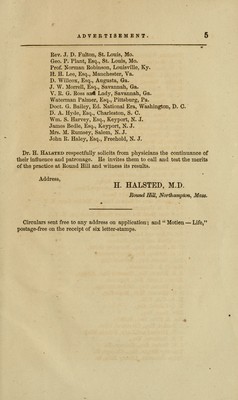 ADVERTISEMENT. 5
Rev. J. D. Fulton, St. Louis, Mo.
Geo. P. Plant, Esq., St. Louis, Mo.
Prof. Norman Robinson, Louisville, Ky.
H. B. Lee, Esq., Manchester, Va.
D. Willcox, Esq., Augusta, Ga.
J. W. Morrell, Esq., Savannah, Ga.
V. R. G. Ross and Lady, Savannah, Ga.
Waterman Palmer, Esq., Pittsburg, Pa.
Doct. G. Bailey, Ed. National Era, Washington, D. C.
D. A. Hyde, Esq., Charleston, S. C.
Wm. S. Harvey, Esq., Keyport, N. J.
James Bedle, Esq., Keyport, N. J.
Mrs. M. Rumsey, Salem, N. J.
John R. Haley, Esq., Freehold, N. J.
Dr. H. Halsted respectfully solicits from physicians the continuance of
their influence and patronage. He invites them to call and test the merits
of the practice at Round Hill and witness its results.
Address,
H. HALSTED, M.D.
Round Hill, Northampton, Mass.
Circulars sent free to any address on application; and "Motion — Life,"
postage-free on the receipt of six letter-stamps.